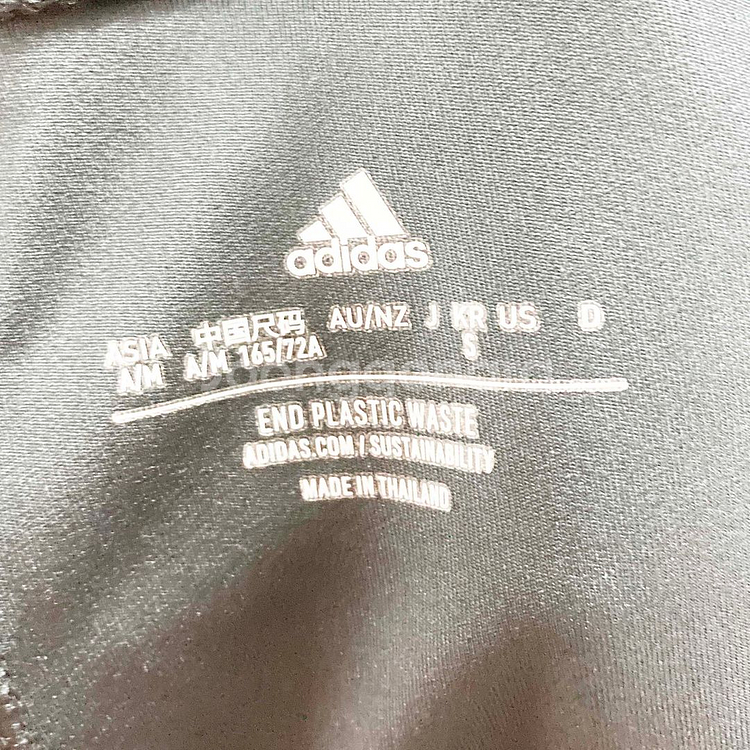 adidas
ASIA 中国尺码 AU/NZ J KR US D
A/M A/M 165/72A S
END PLASTIC WASTE
ADIDAS.COM / SUSTAINABILITY
MADE IN THAILAND